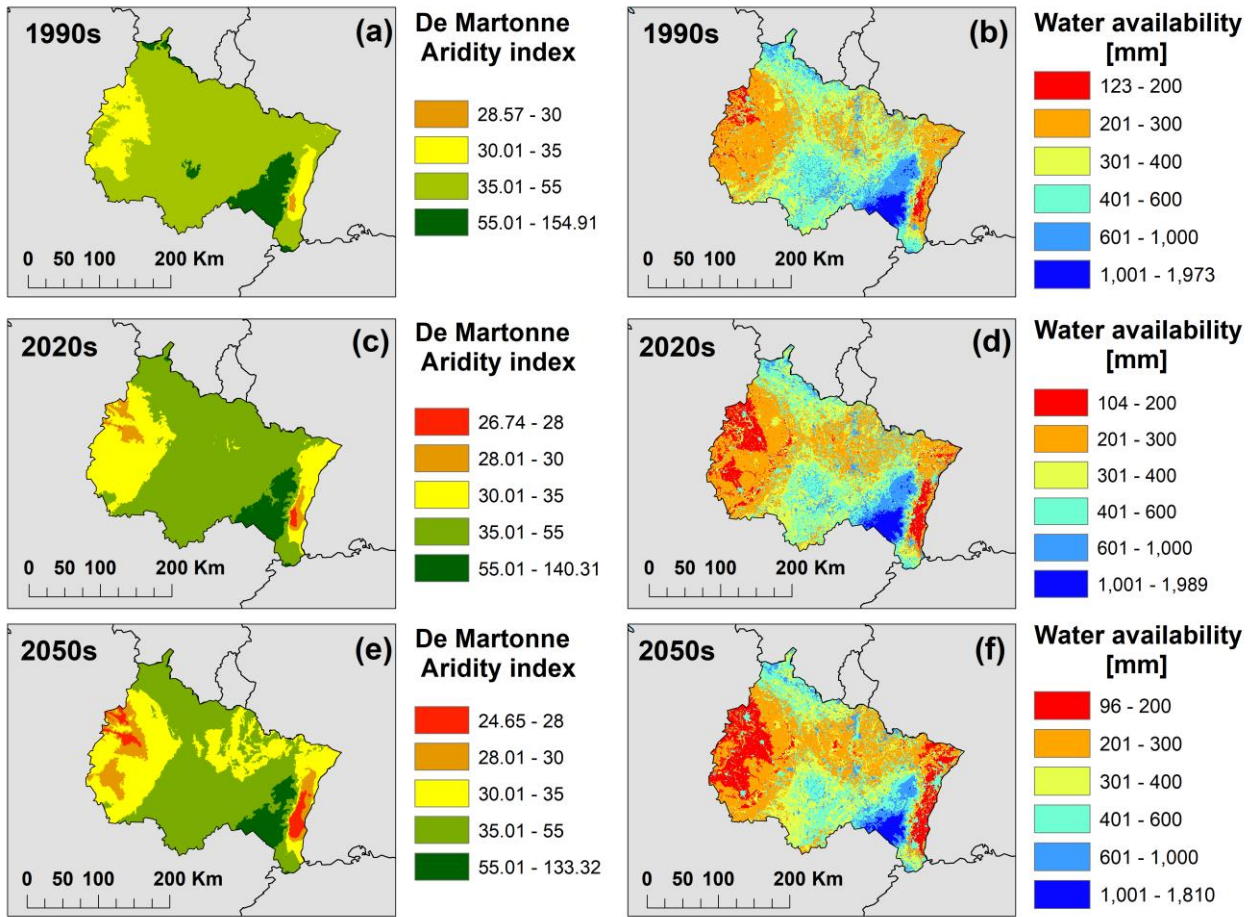 1990s
(a)
0 50 100 200 Km
De Martonne
Aridity index
28.57 - 30
30.01 - 35
35.01 - 55
55.01 - 154.91
1990s
(b)
0 50 100 200 Km
Water availability
[mm]
123 - 200
201 - 300
301 - 400
401 - 600
601 - 1,000
1,001 - 1,973
2020s
(c)
0 50 100 200 Km
De Martonne
Aridity index
26.74 - 28
28.01 - 30
30.01 - 35
35.01 - 55
55.01 - 140.31
2020s
(d)
0 50 100 200 Km
Water availability
[mm]
104 - 200
201 - 300
301 - 400
401 - 600
601 - 1,000
1,001 - 1,989
2050s
(e)
0 50 100 200 Km
De Martonne
Aridity index
24.65 - 28
28.01 - 30
30.01 - 35
35.01 - 55
55.01 - 133.32
2050s
(f)
0 50 100 200 Km
Water availability
[mm]
96 - 200
201 - 300
301 - 400
401 - 600
601 - 1,000
1,001 - 1,810